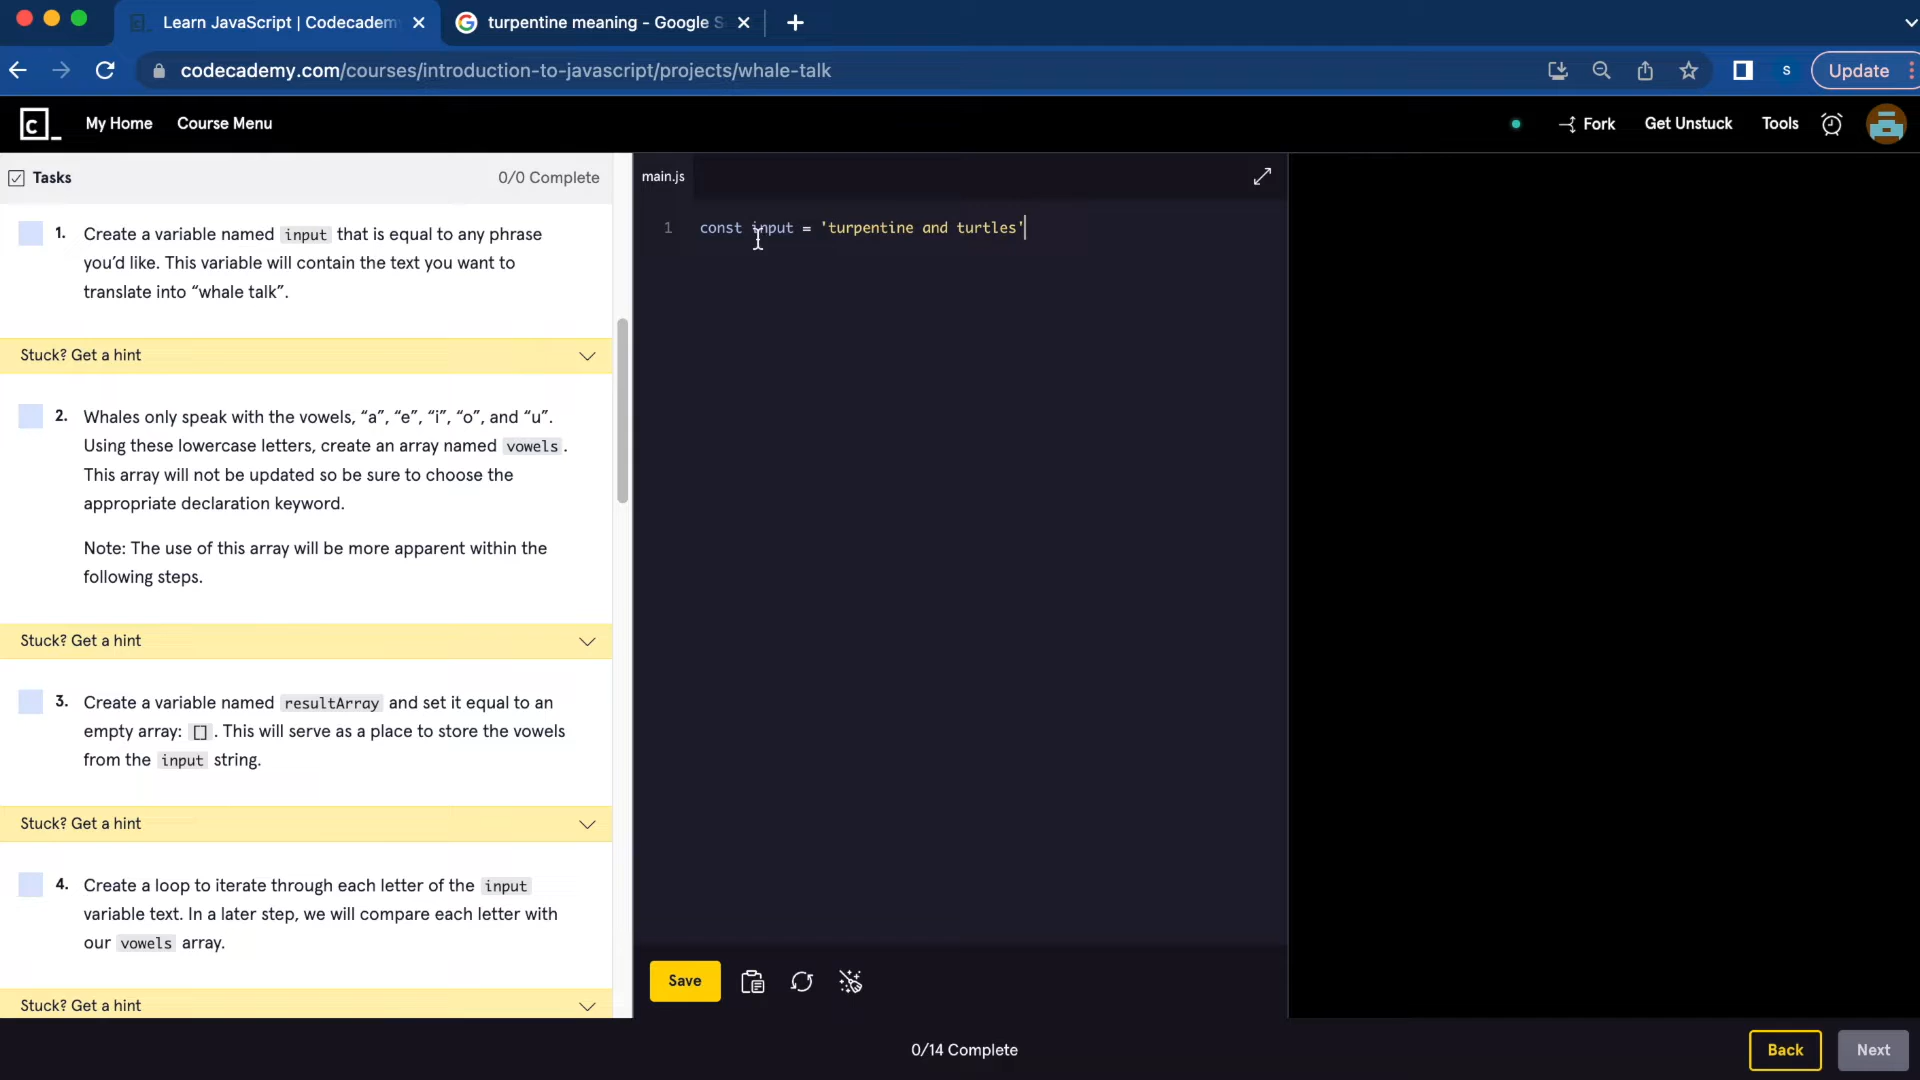 Learn JavaScript | Codecadem
turpentine meaning - Google S
codecademy.com/courses/introduction-to-javascript/projects/whale-talk
S
Update
c_
My Home
Course Menu
Fork
Get Unstuck
Tools
Tasks
0/0 Complete
1. Create a variable named input that is equal to any phrase
you’d like. This variable will contain the text you want to
translate into “whale talk”.
Stuck? Get a hint
2. Whales only speak with the vowels, “a”, “e”, “i”, “o”, and “u”.
Using these lowercase letters, create an array named vowels.
This array will not be updated so be sure to choose the
appropriate declaration keyword.
Note: The use of this array will be more apparent within the
following steps.
Stuck? Get a hint
3. Create a variable named resultArray and set it equal to an
empty array: []. This will serve as a place to store the vowels
from the input string.
Stuck? Get a hint
4. Create a loop to iterate through each letter of the input
variable text. In a later step, we will compare each letter with
our vowels array.
Stuck? Get a hint
main.js
1 const input = 'turpentine and turtles'
Save
0/14 Complete
Back
Next